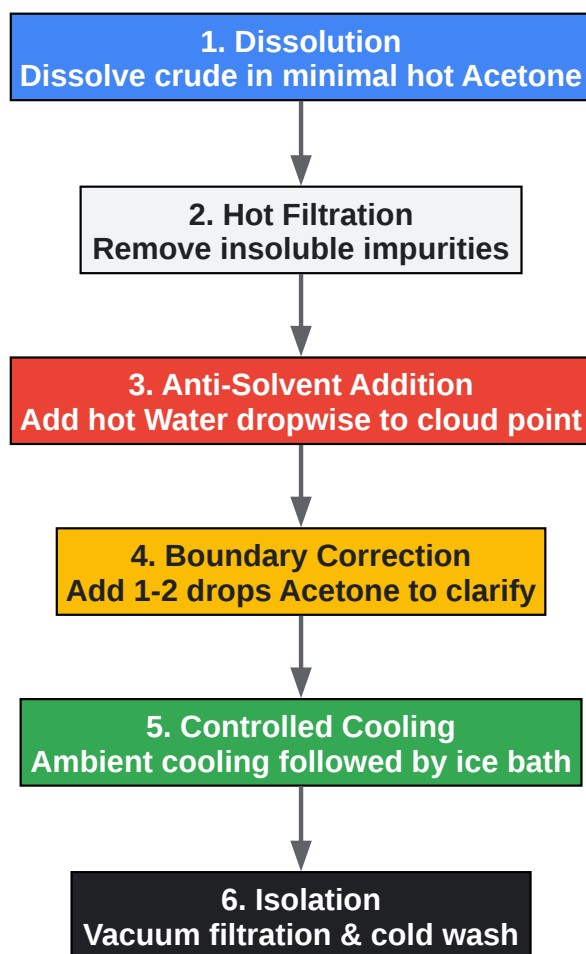 1. Dissolution
Dissolve crude in minimal hot Acetone
2. Hot Filtration
Remove insoluble impurities
3. Anti-Solvent Addition
Add hot Water dropwise to cloud point
4. Boundary Correction
Add 1-2 drops Acetone to clarify
5. Controlled Cooling
Ambient cooling followed by ice bath
6. Isolation
Vacuum filtration & cold wash